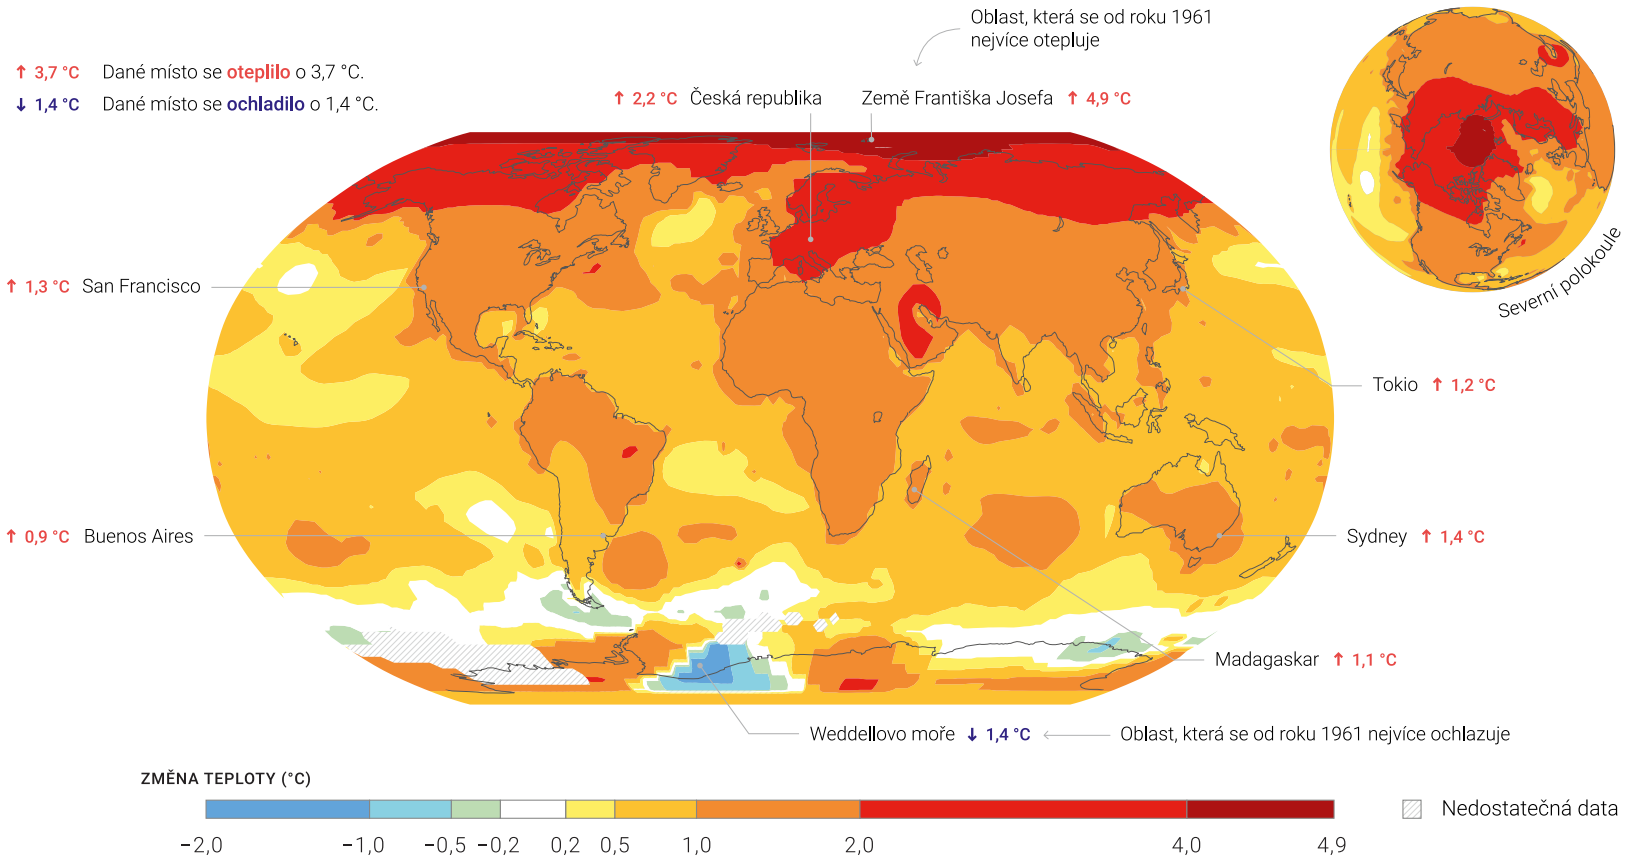 Oblast, která se od roku 1961
nejvíce otepluje
↑ 3,7 °C Dané místo se oteplilo o 3,7 °C.
↓ 1,4 °C Dané místo se ochladilo o 1,4 °C.
↑ 2,2 °C Česká republika
Země Františka Josefa ↑ 4,9 °C
Severní polokoule
↑ 1,3 °C San Francisco
Tokio ↑ 1,2 °C
↑ 0,9 °C Buenos Aires
Sydney ↑ 1,4 °C
Madagaskar ↑ 1,1 °C
Weddellovo moře ↓ 1,4 °C
Oblast, která se od roku 1961 nejvíce ochlazuje
ZMĚNA TEPLOTY (°C)
Nedostatečná data
−2,0 −1,0 −0,5 −0,2 0,2 0,5 1,0 2,0 4,0 4,9